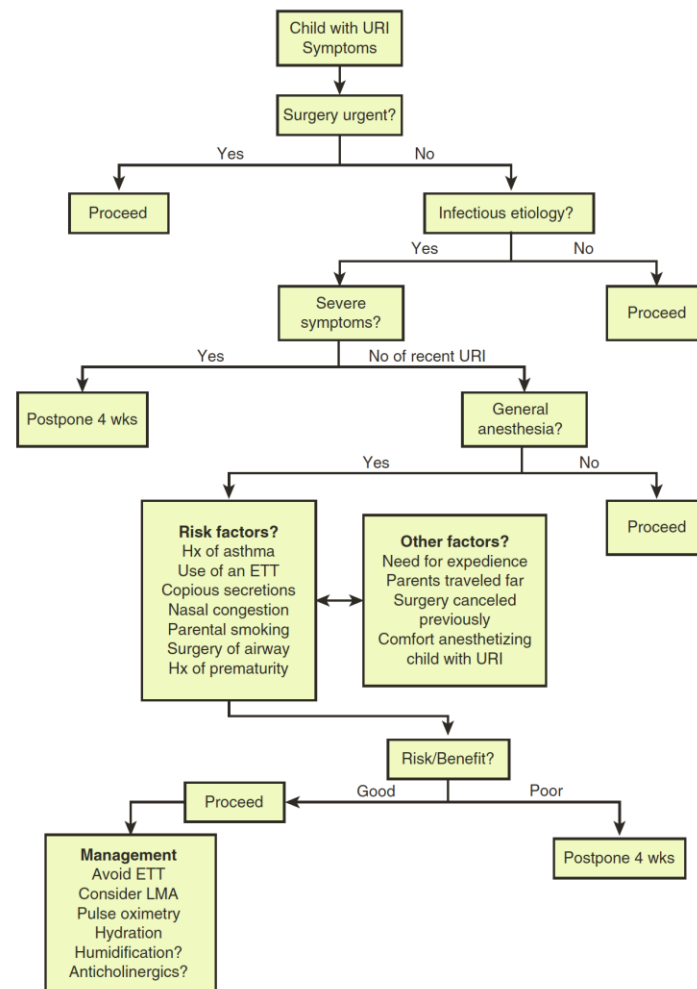 Child with URI
Symptoms
Surgery urgent?
Yes
No
Proceed
Infectious etiology?
Yes
No
Severe
symptoms?
Proceed
Yes
No of recent URI
Postpone 4 wks
General
anesthesia?
Yes
No
Risk factors?
Hx of asthma
Use of an ETT
Copious secretions
Nasal congestion
Parental smoking
Surgery of airway
Hx of prematurity
Other factors?
Need for expedience
Parents traveled far
Surgery canceled
previously
Comfort anesthetizing
child with URI
Proceed
Risk/Benefit?
Good
Poor
Proceed
Postpone 4 wks
Management
Avoid ETT
Consider LMA
Pulse oximetry
Hydration
Humidification?
Anticholinergics?